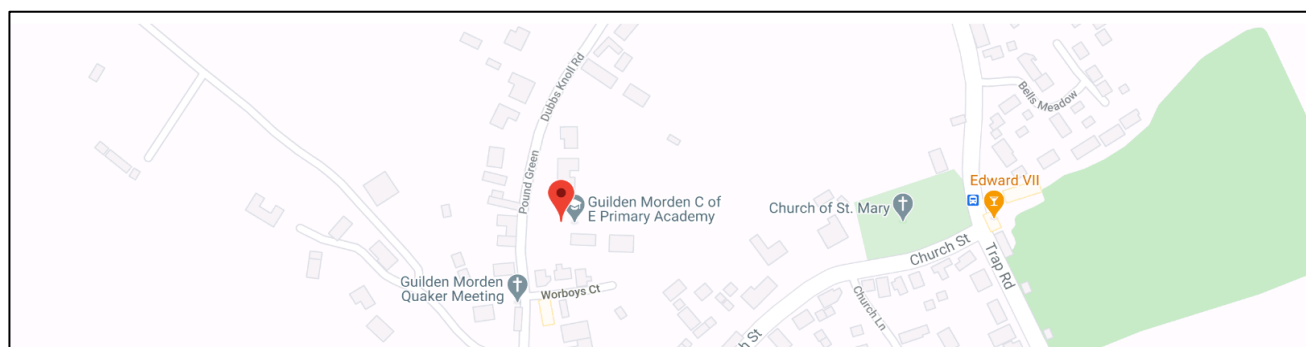 Dubbs Knoll Rd
Pound Green
Guilden Morden C of
E Primary Academy
Guilden Morden
Quaker Meeting
Worboys Ct
Church of St. Mary
Edward VII
Bells Meadow
Church St
Trap Rd
Church Ln
h St